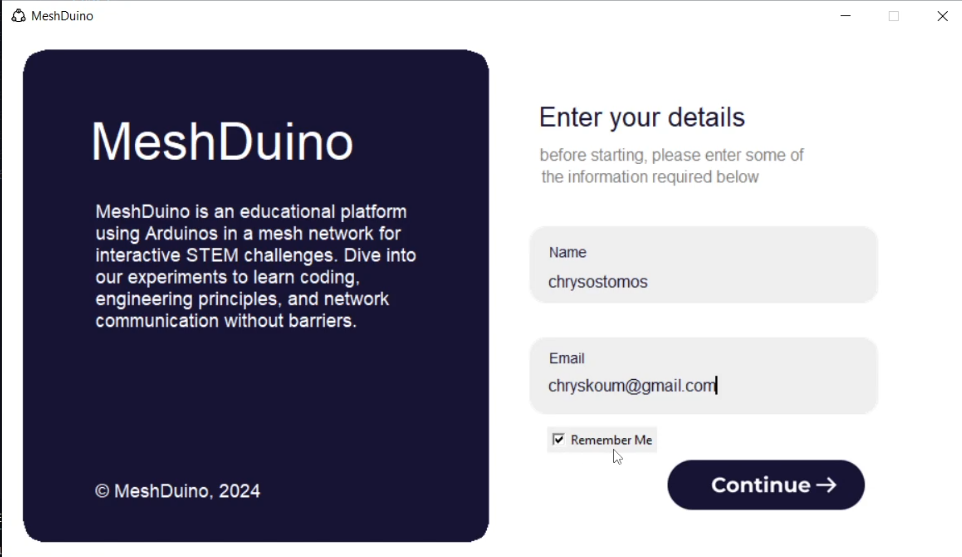 MeshDuino
MeshDuino
MeshDuino is an educational platform
using Arduinos in a mesh network for
interactive STEM challenges. Dive into
our experiments to learn coding,
engineering principles, and network
communication without barriers.
© MeshDuino, 2024
Enter your details
before starting, please enter some of
the information required below
Name
chrysostomos
Email
chryskoum@gmail.com
Remember Me
Continue →